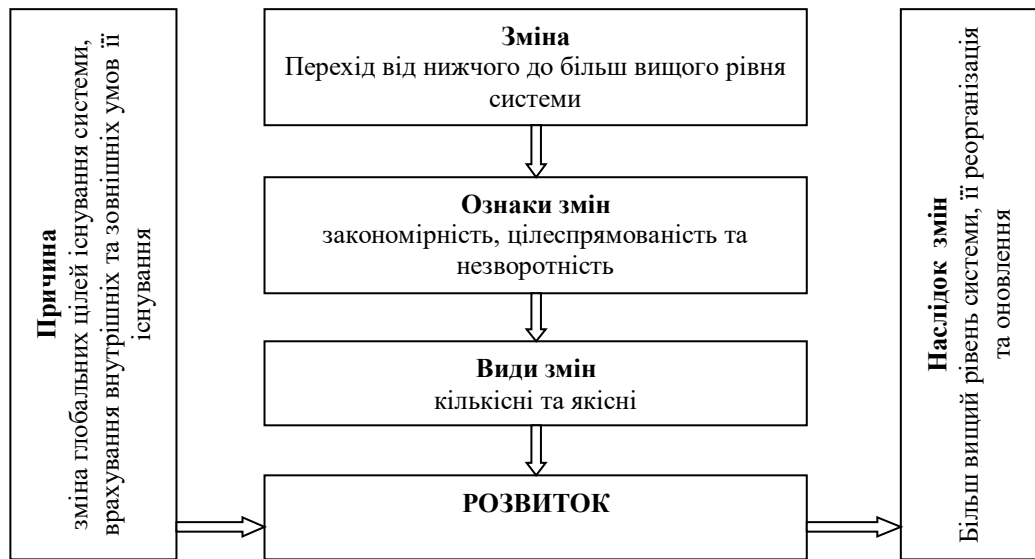 Причина
зміна глобальних цілей існування системи,
врахування внутрішніх та зовнішніх умов її
існування
Зміна
Перехід від нижчого до більш вищого рівня
системи
Ознаки змін
закономірність, цілеспрямованість та
незворотність
Види змін
кількісні та якісні
РОЗВИТОК
Наслідок змін
Більш вищий рівень системи, її реорганізація
та оновлення